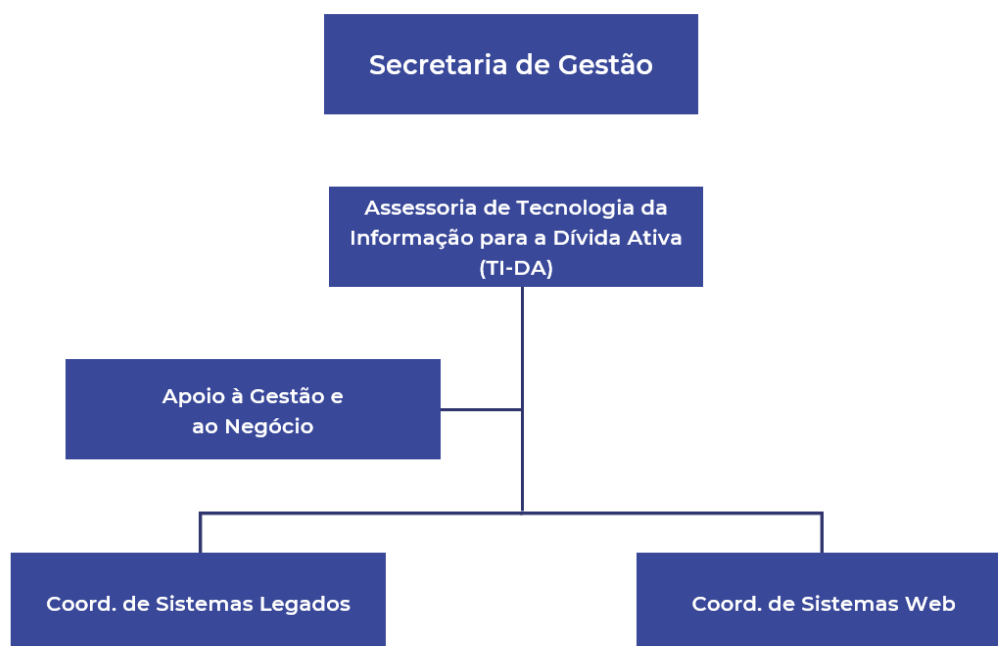 Secretaria de Gestão
Assessoria de Tecnologia da
Informação para a Dívida Ativa
(TI-DA)
Apoio à Gestão e
ao Negócio
Coord. de Sistemas Legados
Coord. de Sistemas Web